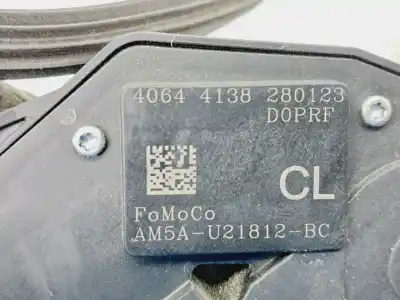 4064 4138 280123
D0PRF
CL
FoMoCo
AM5A-U21812-BC